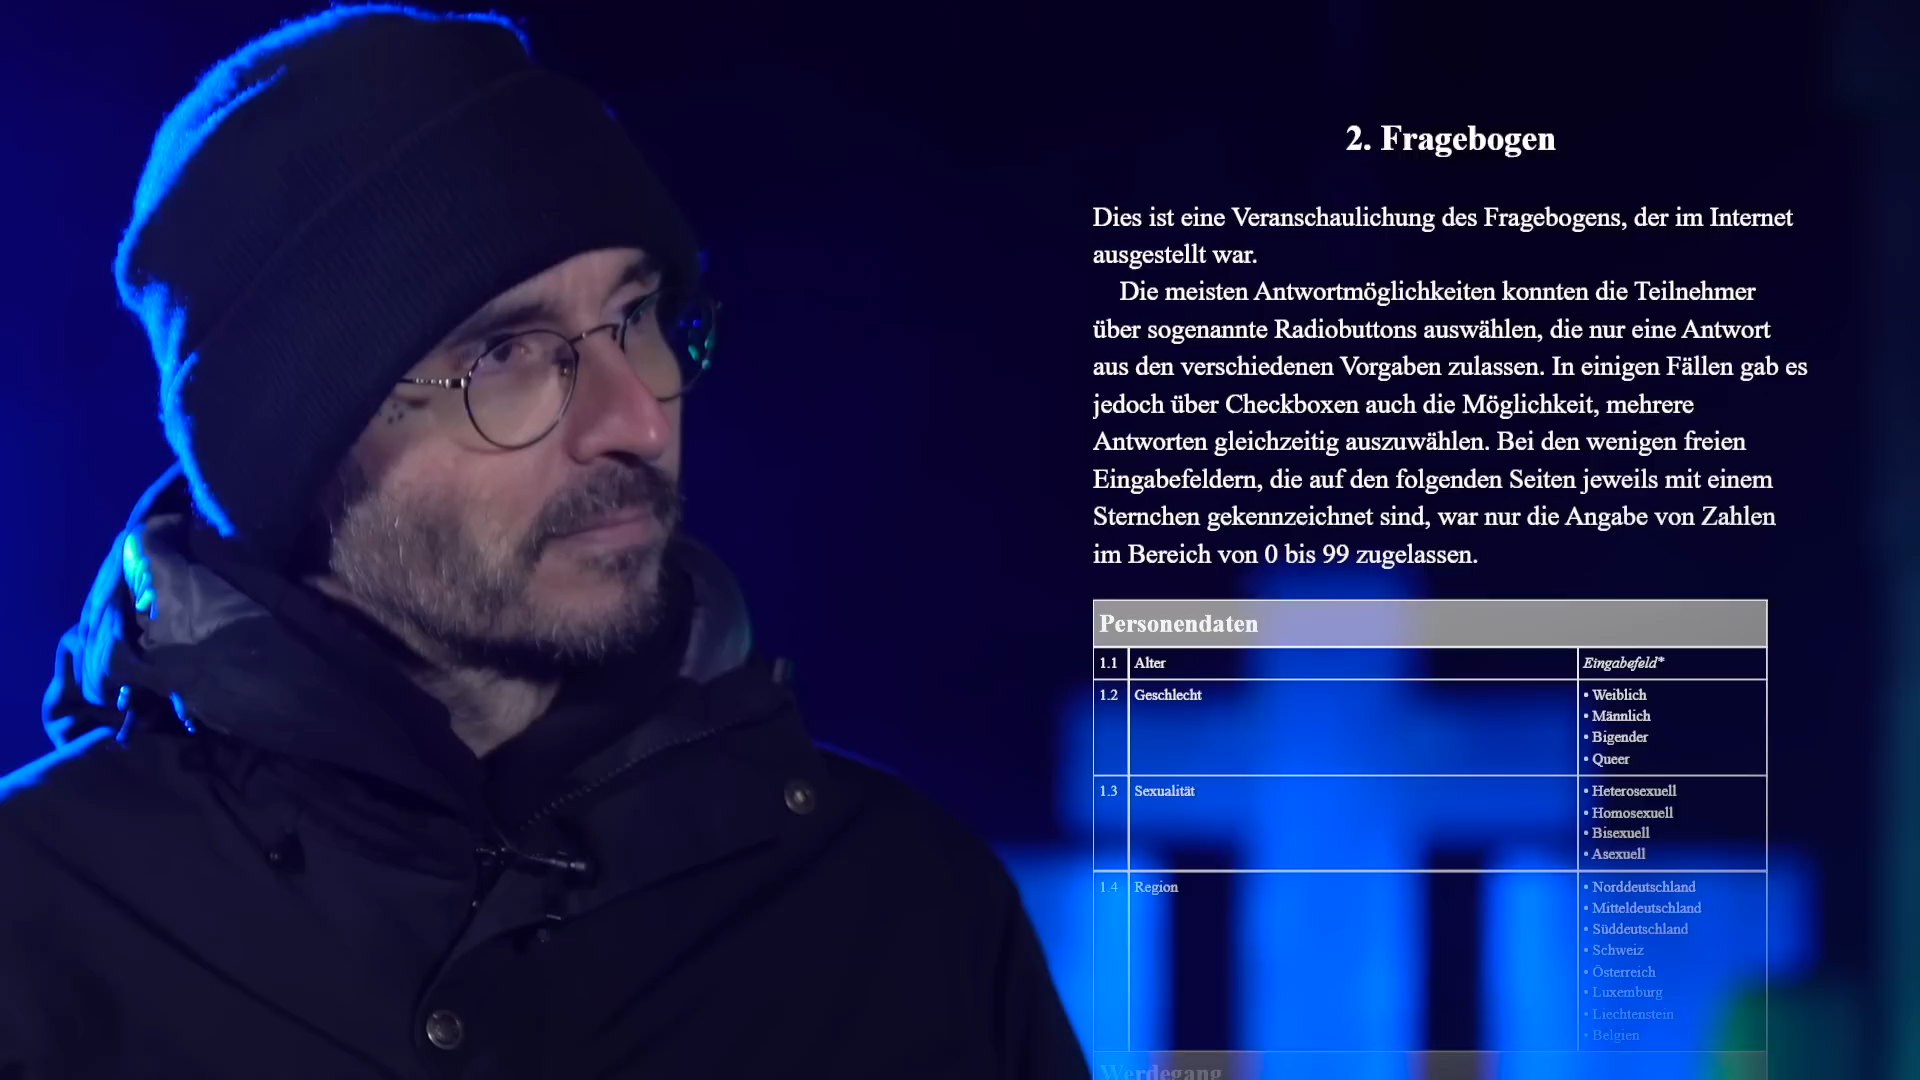 2. Fragebogen
Dies ist eine Veranschaulichung des Fragebogens, der im Internet
ausgestellt war.
Die meisten Antwortmöglichkeiten konnten die Teilnehmer
über sogenannte Radiobuttons auswählen, die nur eine Antwort
aus den verschiedenen Vorgaben zulassen. In einigen Fällen gab es
jedoch über Checkboxen auch die Möglichkeit, mehrere
Antworten gleichzeitig auszuwählen. Bei den wenigen freien
Eingabefeldern, die auf den folgenden Seiten jeweils mit einem
Sternchen gekennzeichnet sind, war nur die Angabe von Zahlen
im Bereich von 0 bis 99 zugelassen.
Personendaten
1.1 Alter Eingabefeld*
1.2 Geschlecht • Weiblich
• Männlich
• Bigender
• Queer
1.3 Sexualität • Heterosexuell
• Homosexuell
• Bisexuell
• Asexuell
1.4 Region • Norddeutschland
• Mitteldeutschland
• Süddeutschland
• Schweiz
• Österreich
• Luxemburg
• Liechtenstein
• Belgien
Werdegang